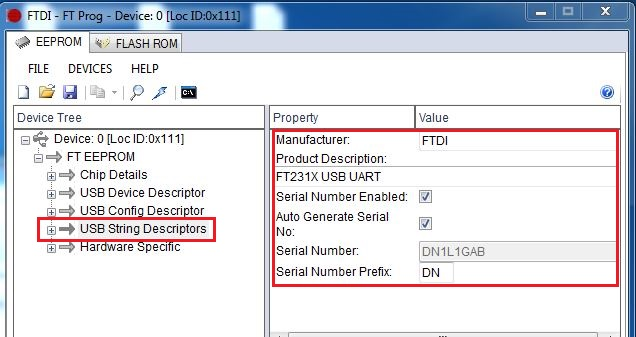 FTDI - FT Prog - Device: 0 [Loc ID:0x111]
EEPROM FLASH ROM
FILE DEVICES HELP
C:\
Device Tree Property Value
Device: 0 [Loc ID:0x111]
FT EEPROM
Chip Details
USB Device Descriptor
USB Config Descriptor
USB String Descriptors
Hardware Specific
Manufacturer: FTDI
Product Description:
FT231X USB UART
Serial Number Enabled:
Auto Generate Serial
No:
Serial Number: DN1L1GAB
Serial Number Prefix: DN